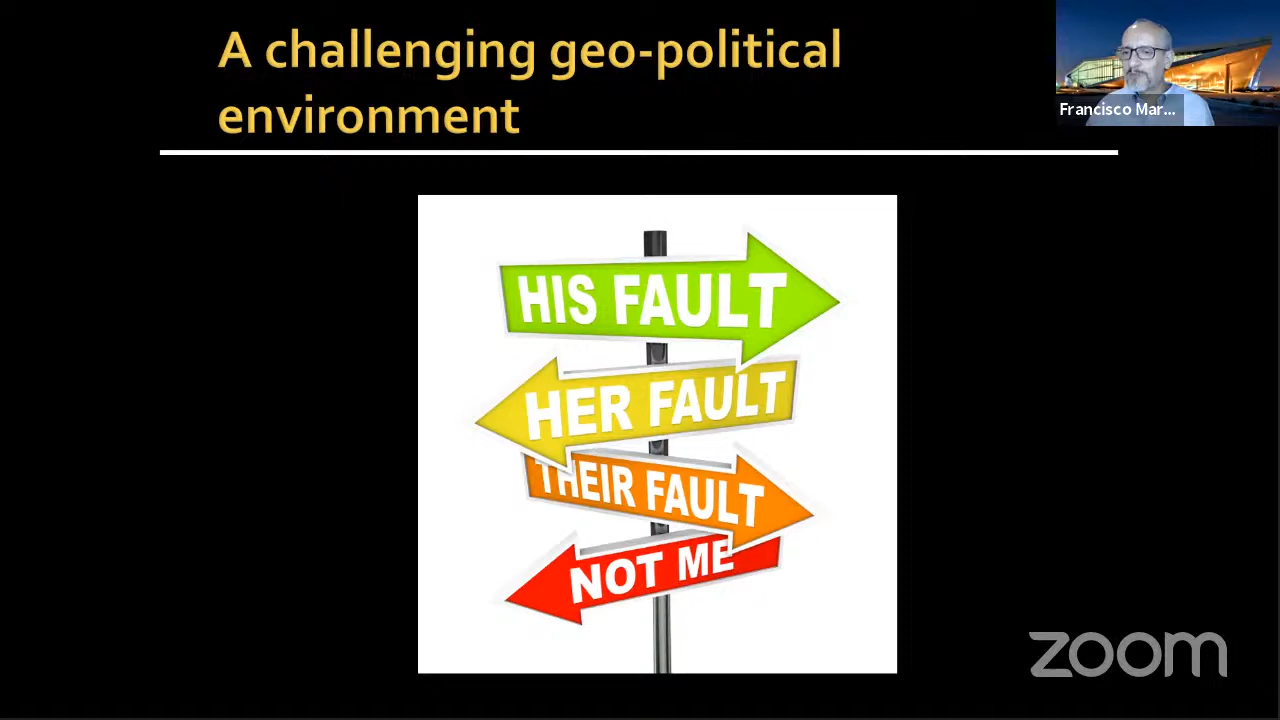 A challenging geo-political
environment
Francisco Mar...
HIS FAULT
HER FAULT
THEIR FAULT
NOT ME
zoom